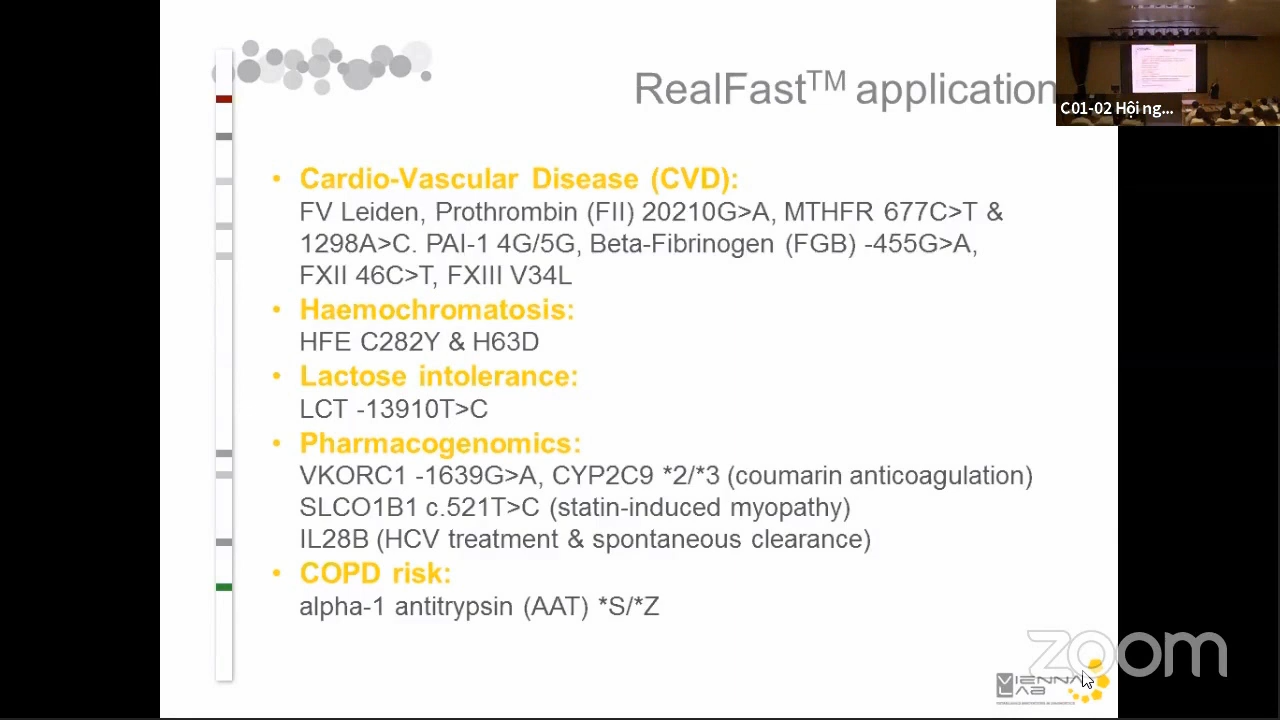 RealFast™ application
C01-02 Hội ng...
• Cardio-Vascular Disease (CVD):
FV Leiden, Prothrombin (FII) 20210G>A, MTHFR 677C>T &
1298A>C. PAI-1 4G/5G, Beta-Fibrinogen (FGB) -455G>A,
FXII 46C>T, FXIII V34L
• Haemochromatosis:
HFE C282Y & H63D
• Lactose intolerance:
LCT -13910T>C
• Pharmacogenomics:
VKORC1 -1639G>A, CYP2C9 *2/*3 (coumarin anticoagulation)
SLCO1B1 c.521T>C (statin-induced myopathy)
IL28B (HCV treatment & spontaneous clearance)
• COPD risk:
alpha-1 antitrypsin (AAT) *S/*Z
zoom
VIENNA
LAB